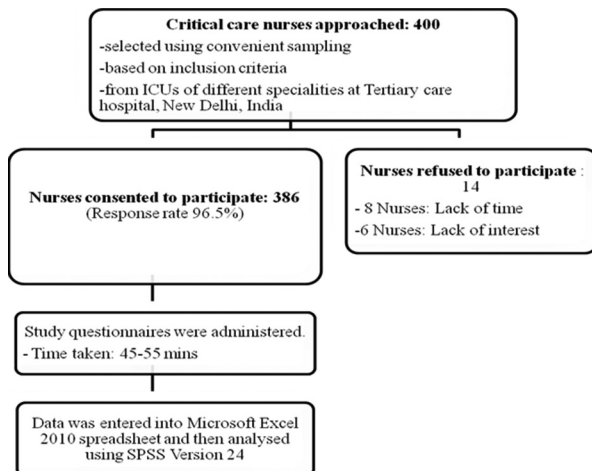 Critical care nurses approached: 400
-selected using convenient sampling
-based on inclusion criteria
-from ICUs of different specialities at Tertiary care
hospital, New Delhi, India
Nurses consented to participate: 386
(Response rate 96.5%)
Nurses refused to participate :
14
- 8 Nurses: Lack of time
-6 Nurses: Lack of interest
Study questionnaires were administered.
- Time taken: 45-55 mins
Data was entered into Microsoft Excel
2010 spreadsheet and then analysed
using SPSS Version 24